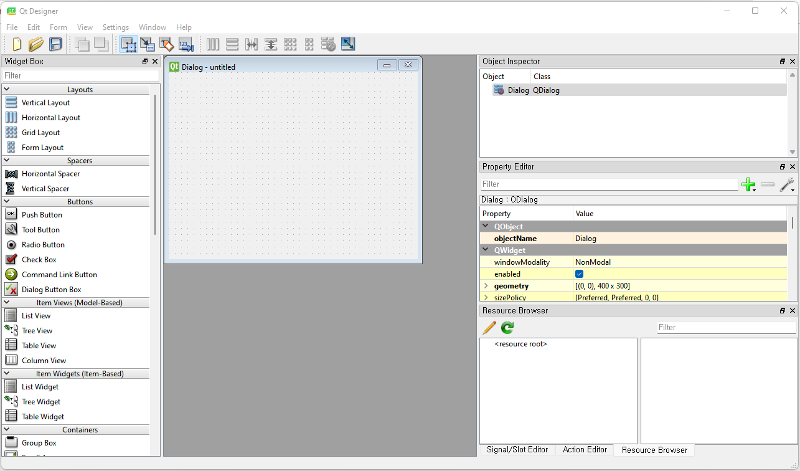 Qt Designer
File Edit Form View Settings Window Help
Widget Box
Filter
Layouts
Vertical Layout
Horizontal Layout
Grid Layout
Form Layout
Spacers
Horizontal Spacer
Vertical Spacer
Buttons
Push Button
Tool Button
Radio Button
Check Box
Command Link Button
Dialog Button Box
Item Views (Model-Based)
List View
Tree View
Table View
Column View
Item Widgets (Item-Based)
List Widget
Tree Widget
Table Widget
Containers
Group Box
Dialog - untitled
Object Inspector
Object Class
Dialog QDialog
Property Editor
Filter
Dialog : QDialog
Property Value
QObject
objectName Dialog
QWidget
windowModality NonModal
enabled
geometry [(0, 0), 400 x 300]
sizePolicy [Preferred, Preferred, 0, 0]
Resource Browser
Filter
<resource root>
Signal/Slot Editor Action Editor Resource Browser